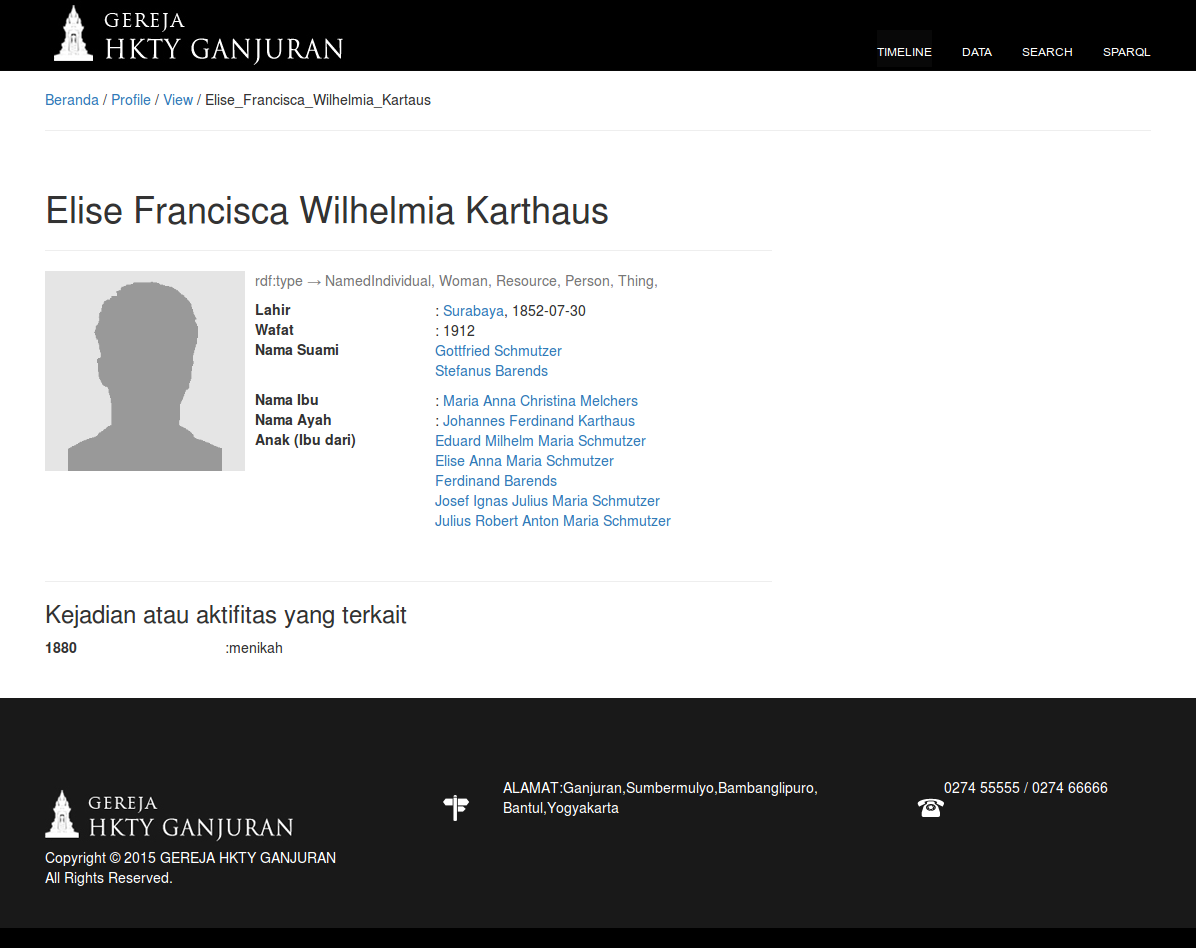 GEREJA
HKTY GANJURAN
TIMELINE DATA SEARCH SPARQL
Beranda / Profile / View / Elise_Francisca_Wilhelmia_Kartaus
Elise Francisca Wilhelmia Karthaus
rdf:type → NamedIndividual, Woman, Resource, Person, Thing,
Lahir : Surabaya, 1852-07-30
Wafat : 1912
Nama Suami Gottfried Schmutzer
Stefanus Barends
Nama Ibu : Maria Anna Christina Melchers
Nama Ayah : Johannes Ferdinand Karthaus
Anak (Ibu dari) Eduard Milhelm Maria Schmutzer
Elise Anna Maria Schmutzer
Ferdinand Barends
Josef Ignas Julius Maria Schmutzer
Julius Robert Anton Maria Schmutzer
Kejadian atau aktifitas yang terkait
1880 :menikah
GEREJA
HKTY GANJURAN
Copyright © 2015 GEREJA HKTY GANJURAN
All Rights Reserved.
ALAMAT:Ganjuran,Sumbermulyo,Bambanglipuro,
Bantul,Yogyakarta
0274 55555 / 0274 66666